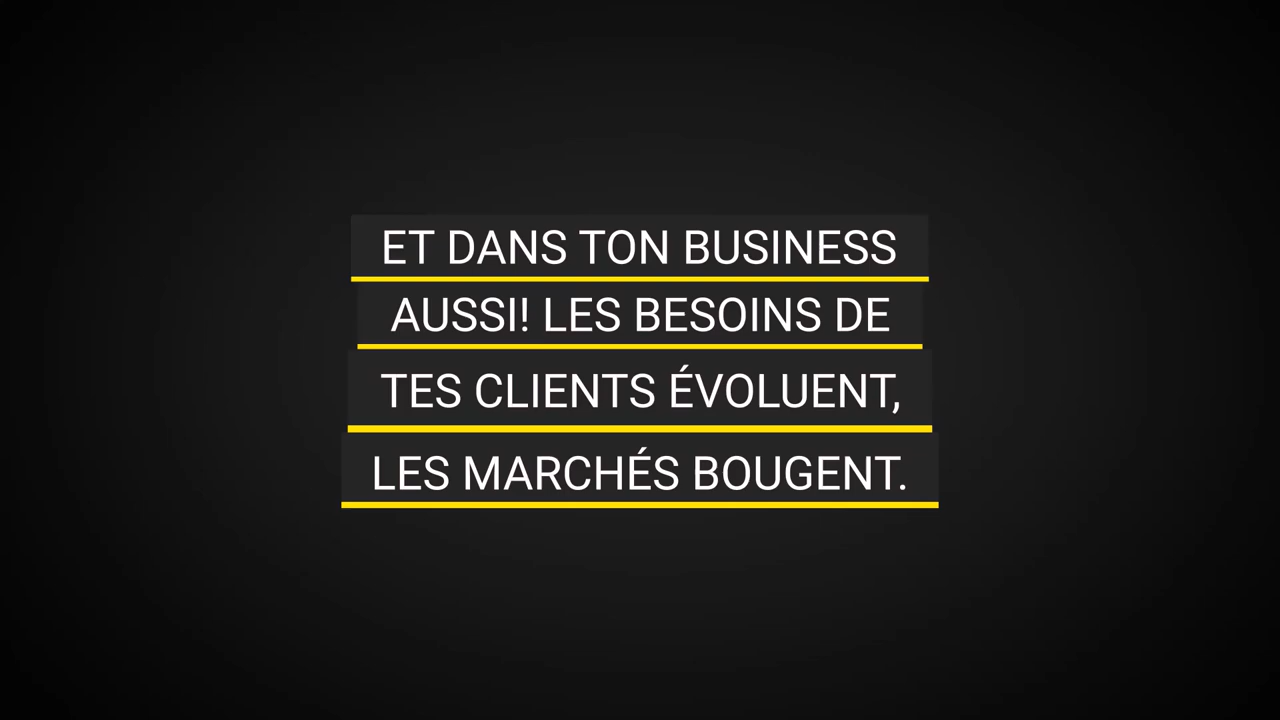 ET DANS TON BUSINESS
AUSSI! LES BESOINS DE
TES CLIENTS ÉVOLUENT,
LES MARCHÉS BOUGENT.